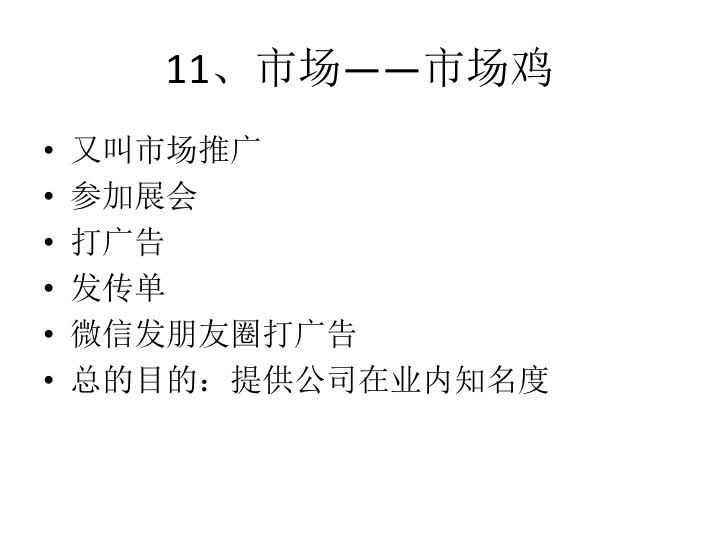 11、市场——市场鸡
• 又叫市场推广
• 参加展会
• 打广告
• 发传单
• 微信发朋友圈打广告
• 总的目的：提供公司在业内知名度